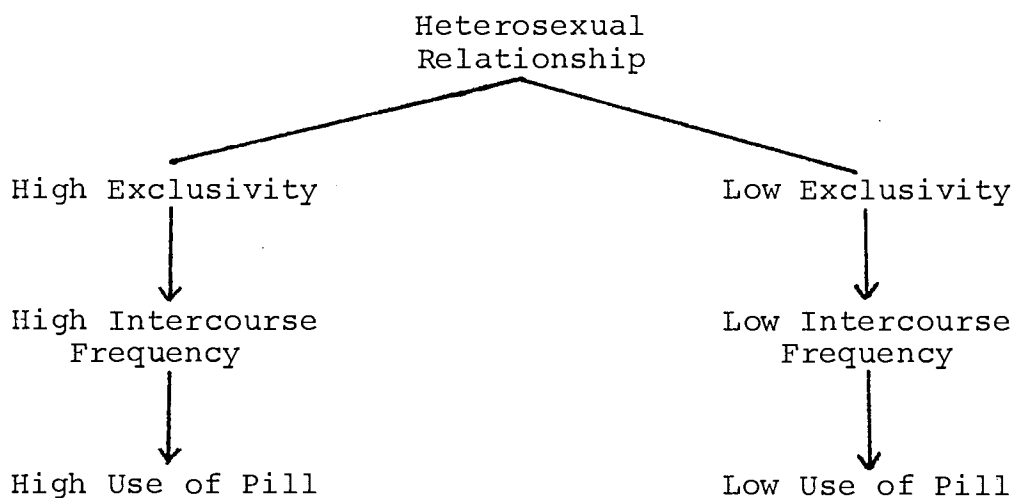 Heterosexual
Relationship
High Exclusivity
Low Exclusivity
High Intercourse
Frequency
Low Intercourse
Frequency
High Use of Pill
Low Use of Pill